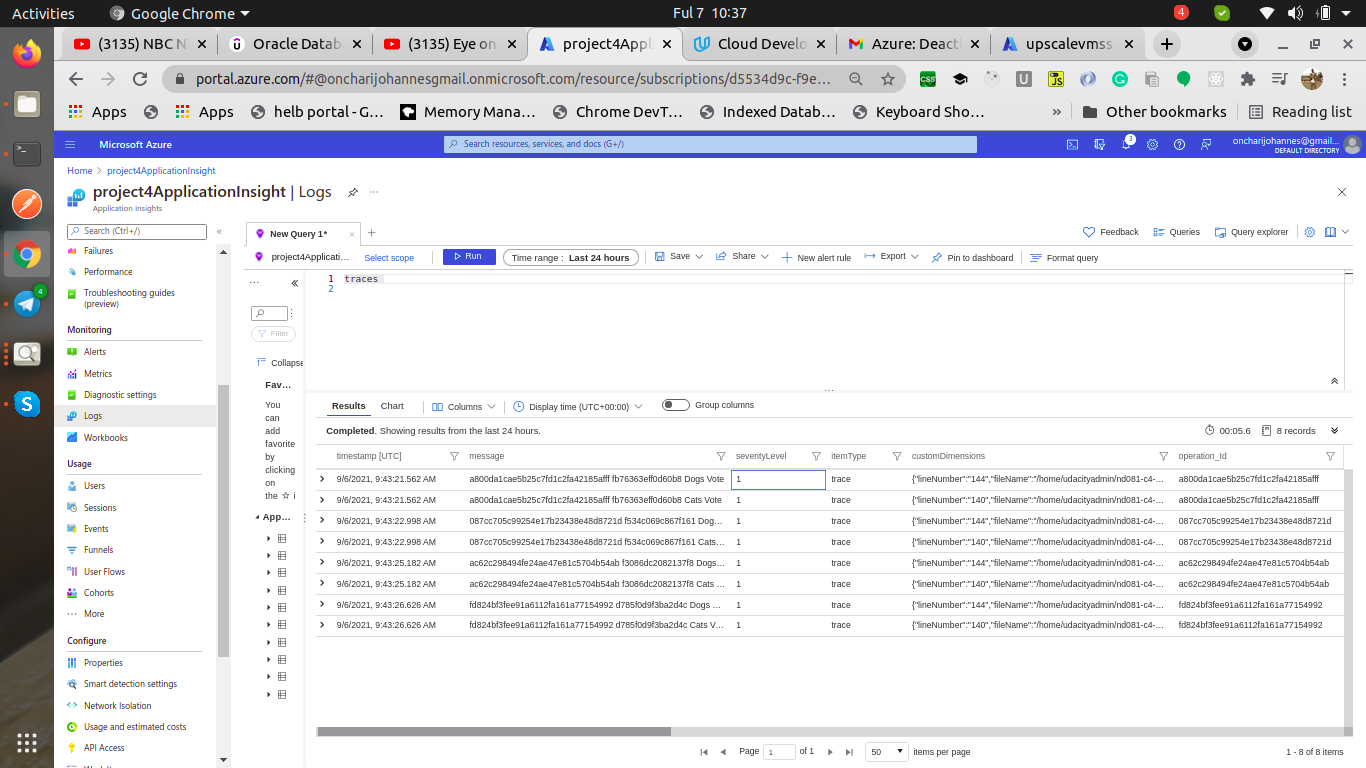 Activities Google Chrome Ful 7 10:37 4
(3135) NBC N Oracle Datab (3135) Eye on project4Appl Cloud Develo Azure: Deacti upscalevmss
portal.azure.com/#@oncharijohannesgmail.onmicrosoft.com/resource/subscriptions/d5534d9c-f9e…
Apps Apps helb portal - G… Memory Mana… Chrome DevT… Indexed Datab… Keyboard Sho… » Other bookmarks Reading list
Microsoft Azure Search resources, services, and docs (G+/) 3 oncharijohannes@gmail...
DEFAULT DIRECTORY
Home > project4ApplicationInsight
project4ApplicationInsight | Logs ...
Application Insights
Search (Ctrl+/) «
Failures
Performance
Troubleshooting guides
(preview)
Monitoring
Alerts
Metrics
Diagnostic settings
Logs
Workbooks
Usage
Users
Sessions
Events
Funnels
User Flows
Cohorts
More
Configure
Properties
Smart detection settings
Network Isolation
Usage and estimated costs
API Access
New Query 1* Feedback Queries Query explorer
project4Applicati... Select scope Run Time range : Last 24 hours Save Share New alert rule Export Pin to dashboard Format query
1 traces
2
Filter
Collapse
Fav...
You
can
add
favorite
by
clicking
on
the ☆ i
App...
Results Chart Columns Display time (UTC+00:00) Group columns
Completed. Showing results from the last 24 hours. 00:05.6 8 records
timestamp [UTC] message severityLevel itemType customDimensions operation_Id
9/6/2021, 9:43:21.562 AM a800da1cae5b25c7fd1c2fa42185afff fb76363eff0d60b8 Dogs Vote 1 trace {"lineNumber":"144","fileName":"/home/udacityadmin/nd081-c4-... a800da1cae5b25c7fd1c2fa42185afff
9/6/2021, 9:43:21.562 AM a800da1cae5b25c7fd1c2fa42185afff fb76363eff0d60b8 Cats Vote 1 trace {"lineNumber":"140","fileName":"/home/udacityadmin/nd081-c4-... a800da1cae5b25c7fd1c2fa42185afff
9/6/2021, 9:43:22.998 AM 087cc705c99254e17b23438e48d8721d f534c069c867f161 Dog... 1 trace {"lineNumber":"144","fileName":"/home/udacityadmin/nd081-c4-... 087cc705c99254e17b23438e48d8721d
9/6/2021, 9:43:22.998 AM 087cc705c99254e17b23438e48d8721d f534c069c867f161 Cats... 1 trace {"lineNumber":"140","fileName":"/home/udacityadmin/nd081-c4-... 087cc705c99254e17b23438e48d8721d
9/6/2021, 9:43:25.182 AM ac62c298494fe24ae47e81c5704b54ab f3086dc2082137f8 Dogs... 1 trace {"lineNumber":"144","fileName":"/home/udacityadmin/nd081-c4-... ac62c298494fe24ae47e81c5704b54ab
9/6/2021, 9:43:25.182 AM ac62c298494fe24ae47e81c5704b54ab f3086dc2082137f8 Cats ... 1 trace {"lineNumber":"140","fileName":"/home/udacityadmin/nd081-c4-... ac62c298494fe24ae47e81c5704b54ab
9/6/2021, 9:43:26.626 AM fd824bf3fee91a6112fa161a77154992 d785f0d9f3ba2d4c Dogs ... 1 trace {"lineNumber":"144","fileName":"/home/udacityadmin/nd081-c4-... fd824bf3fee91a6112fa161a77154992
9/6/2021, 9:43:26.626 AM fd824bf3fee91a6112fa161a77154992 d785f0d9f3ba2d4c Cats V... 1 trace {"lineNumber":"140","fileName":"/home/udacityadmin/nd081-c4-... fd824bf3fee91a6112fa161a77154992
Page 1 of 1 50 items per page 1 - 8 of 8 items